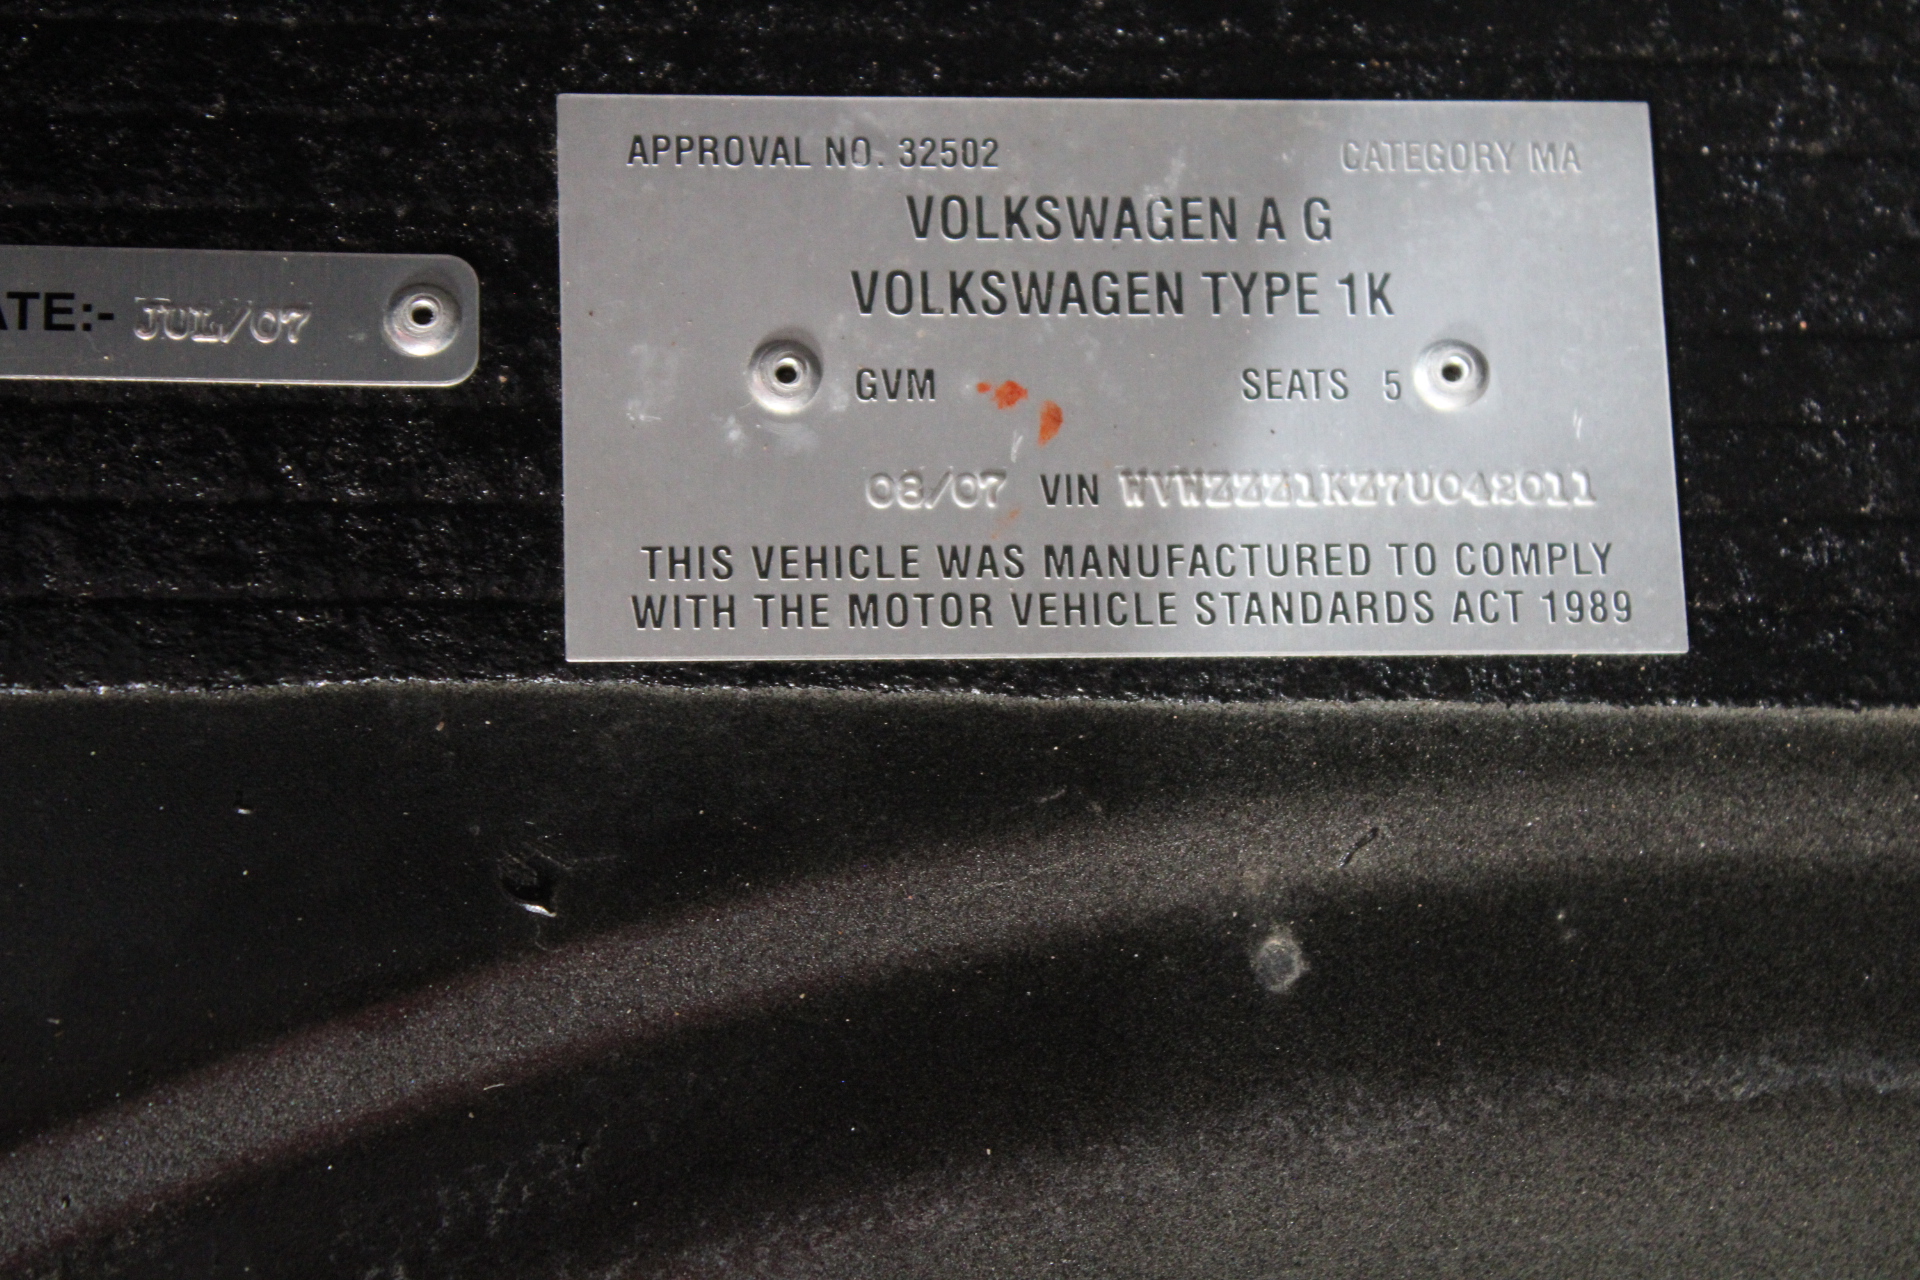 ATE:- JUL/07
APPROVAL NO. 32502 CATEGORY MA
VOLKSWAGEN A G
VOLKSWAGEN TYPE 1K
GVM SEATS 5
08/07 VIN WVWZZZ1KZ7U042011
THIS VEHICLE WAS MANUFACTURED TO COMPLY
WITH THE MOTOR VEHICLE STANDARDS ACT 1989